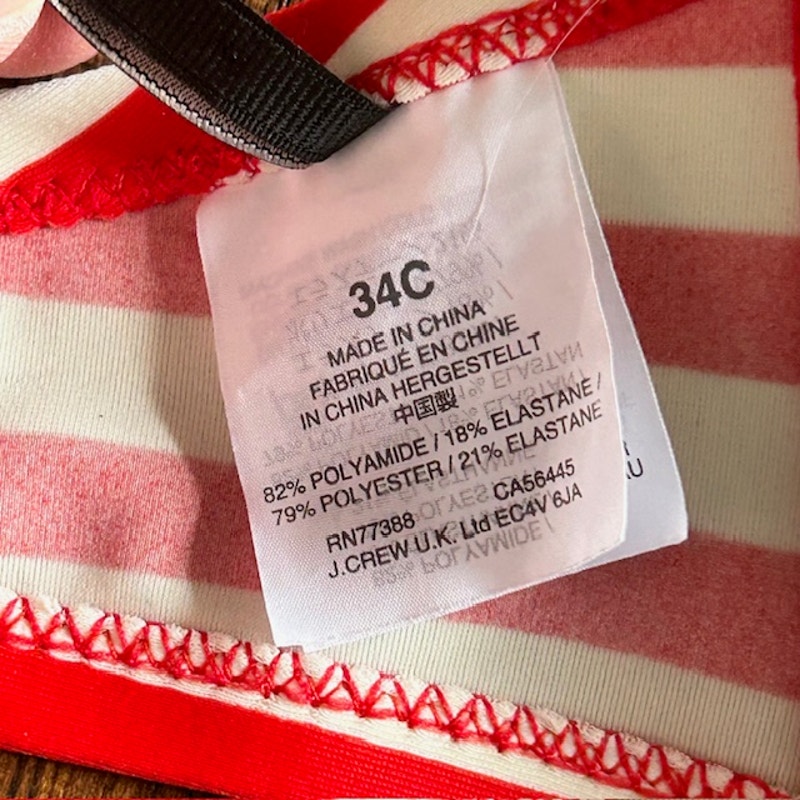 34C
MADE IN CHINA
FABRIQUÉ EN CHINE
IN CHINA HERGESTELLT
中国製
82% POLYAMIDE / 18% ELASTANE /
79% POLYESTER / 21% ELASTANE
RN77388 CA56445
J.CREW U.K. Ltd EC4V 6JA
AU